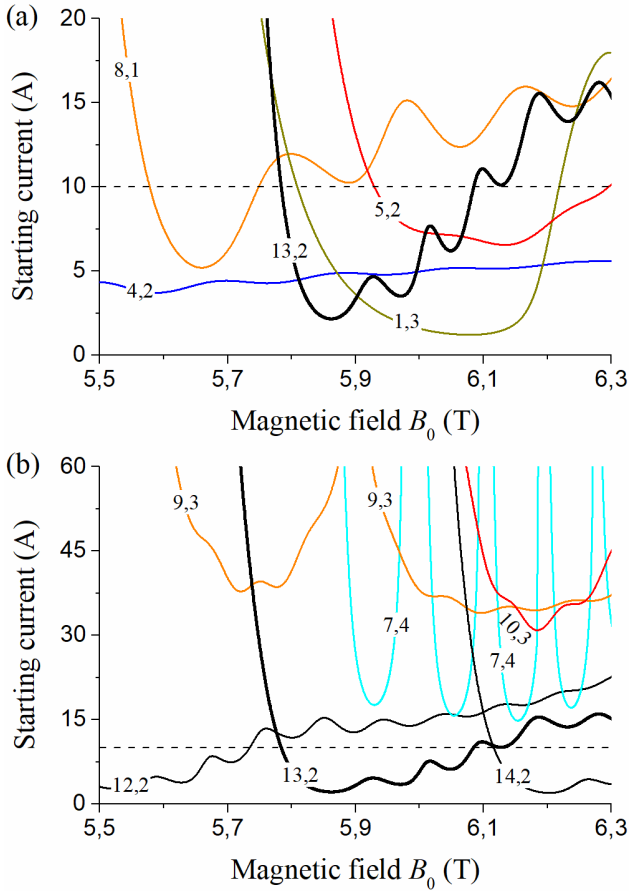 (a)
20
15
10
5
0
Starting current (A)
8,1
13,2
5,2
4,2
1,3
5,5 5,7 5,9 6,1 6,3
Magnetic field B₀ (T)
(b)
60
45
30
15
0
Starting current (A)
9,3 9,3
7,4 10,3
7,4
12,2 13,2 14,2
5,5 5,7 5,9 6,1 6,3
Magnetic field B₀ (T)